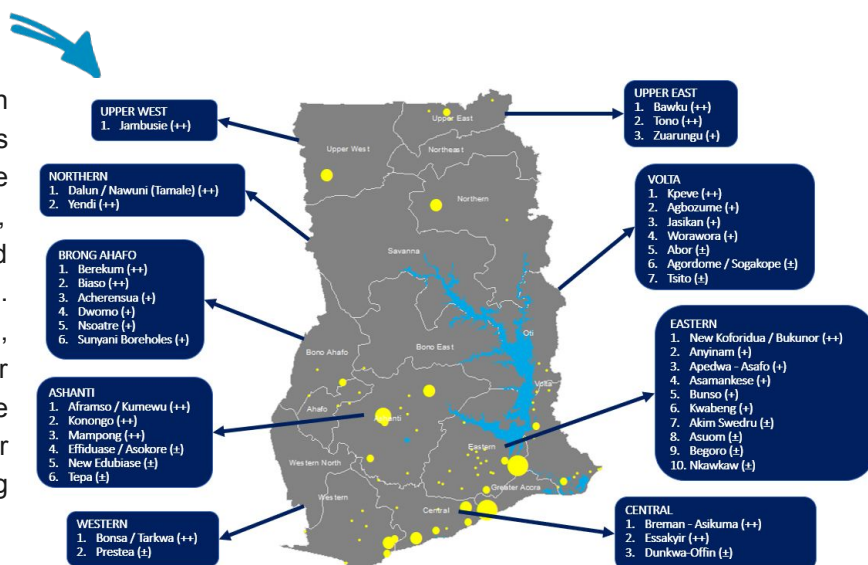 n
s
e
,
d
.
,
r
e
r
g
UPPER WEST
1. Jambusie (++)
NORTHERN
1. Dalun / Nawuni (Tamale) (++)
2. Yendi (++)
BRONG AHAFO
1. Berekum (++)
2. Biaso (++)
3. Acherensua (+)
4. Dwomo (+)
5. Nsoatre (+)
6. Sunyani Boreholes (+)
ASHANTI
1. Aframso / Kumewu (++)
2. Konongo (++)
3. Mampong (++)
4. Effiduase / Asokore (±)
5. New Edubiase (±)
6. Tepa (±)
WESTERN
1. Bonsa / Tarkwa (++)
2. Prestea (±)
Upper East
Upper West
Northeast
Northern
Savanna
Oti
Bono East
Bono Ahafo
Volta
Ahafo
Ashanti
Eastern
Western North
Greater Accra
Western
Central
UPPER EAST
1. Bawku (++)
2. Tono (++)
3. Zuarungu (+)
VOLTA
1. Kpeve (++)
2. Agbozume (+)
3. Jasikan (+)
4. Worawora (+)
5. Abor (±)
6. Agordome / Sogakope (±)
7. Tsito (±)
EASTERN
1. New Koforidua / Bukunor (++)
2. Anyinam (+)
3. Apedwa - Asafo (+)
4. Asamankese (+)
5. Bunso (+)
6. Kwabeng (+)
7. Akim Swedru (±)
8. Asuom (±)
9. Begoro (±)
10. Nkawkaw (±)
CENTRAL
1. Breman - Asikuma (++)
2. Essakyir (++)
3. Dunkwa-Offin (±)